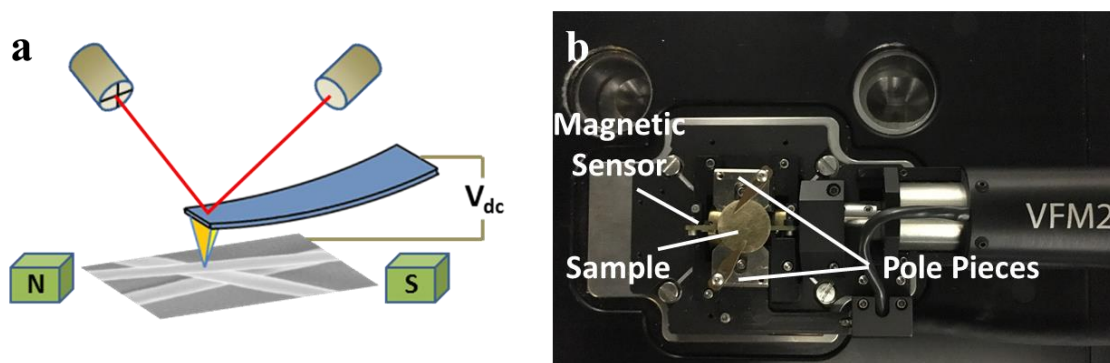 a
V_dc
N
S
b
Magnetic
Sensor
Sample
Pole Pieces
VFM2